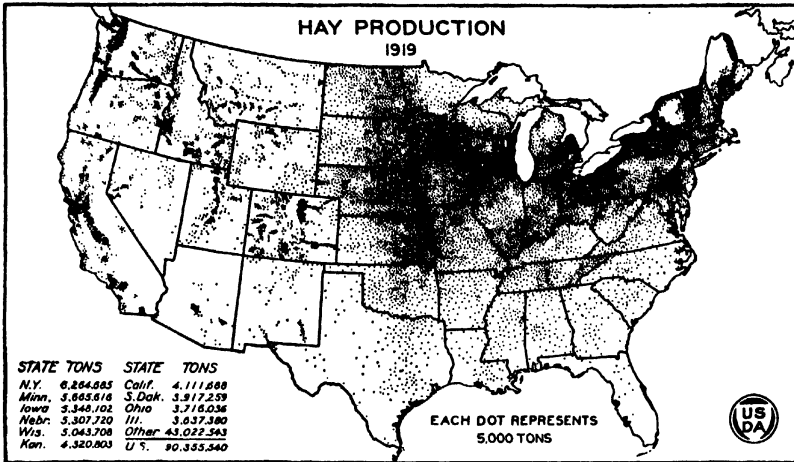 HAY PRODUCTION
1919
STATE TONS STATE TONS
N.Y. 6,264,685 Calif. 4,111,688
Minn. 5,665,616 S.Dak. 3,917,259
Iowa 5,348,102 Ohio 3,716,036
Nebr. 5,307,720 Ill. 3,637,380
Wis. 5,043,708 Other 43,022,543
Kan. 4,320,803 U.S. 90,355,540
EACH DOT REPRESENTS
5,000 TONS
US
DA